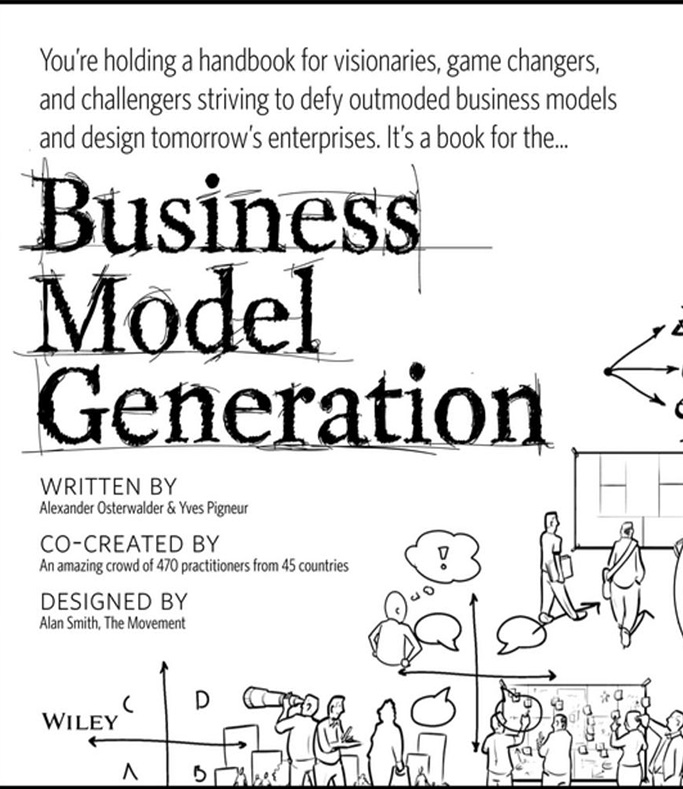 You're holding a handbook for visionaries, game changers,
and challengers striving to defy outmoded business models
and design tomorrow's enterprises. It's a book for the...
Business
Model
Generation
WRITTEN BY
Alexander Osterwalder & Yves Pigneur
CO-CREATED BY
An amazing crowd of 470 practitioners from 45 countries
DESIGNED BY
Alan Smith, The Movement
!
C D
WILEY
A B